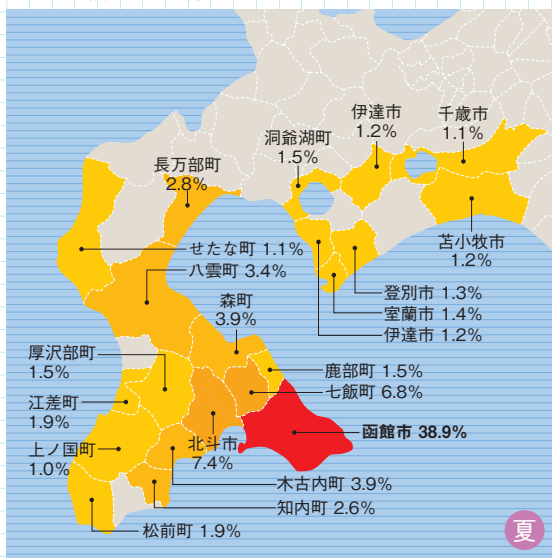 伊達市
1.2%
千歳市
1.1%
洞爺湖町
1.5%
長万部町
2.8%
苫小牧市
1.2%
せたな町 1.1%
八雲町 3.4%
登別市 1.3%
室蘭市 1.4%
伊達市 1.2%
森町
3.9%
厚沢部町
1.5%
鹿部町 1.5%
七飯町 6.8%
江差町
1.9%
函館市 38.9%
上ノ国町
1.0%
北斗市
7.4%
木古内町 3.9%
知内町 2.6%
松前町 1.9%
夏